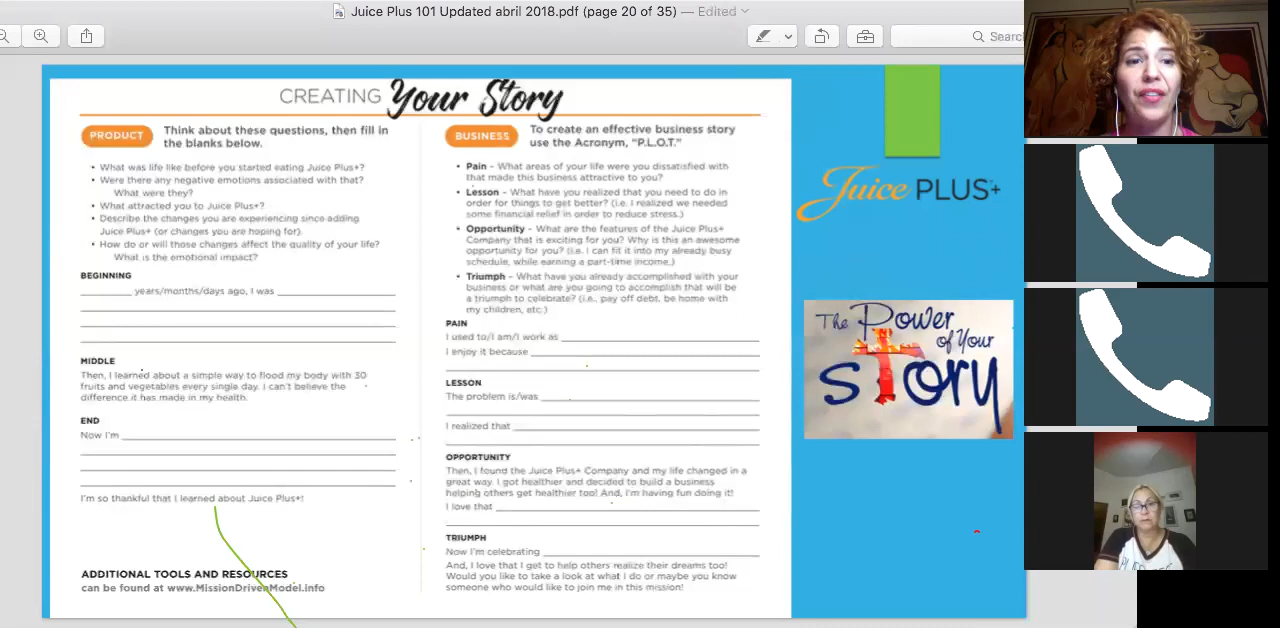 Juice Plus 101 Updated abril 2018.pdf (page 20 of 35) — Edited
Search
CREATING Your Story
PRODUCT
Think about these questions, then fill in
the blanks below.
• What was life like before you started eating Juice Plus+?
• Were there any negative emotions associated with that?
What were they?
• What attracted you to Juice Plus+?
• Describe the changes you are experiencing since adding
Juice Plus+ (or changes you are hoping for).
• How do or will those changes affect the quality of your life?
What is the emotional impact?
BEGINNING
________ years/months/days ago, I was ____________________
MIDDLE
Then, I learned about a simple way to flood my body with 30
fruits and vegetables every single day. I can't believe the
difference it has made in my health.
END
Now I'm ____________________
I'm so thankful that I learned about Juice Plus+!
ADDITIONAL TOOLS AND RESOURCES
can be found at www.MissionDrivenModel.info
BUSINESS
To create an effective business story
use the Acronym, "P.L.O.T."
• Pain – What areas of your life were you dissatisfied with
that made this business attractive to you?
• Lesson – What have you realized that you need to do in
order for things to get better? (i.e. I realized we needed
some financial relief in order to reduce stress.)
• Opportunity – What are the features of the Juice Plus+
Company that is exciting for you? Why is this an awesome
opportunity for you? (i.e. I can fit it into my already busy
schedule, while earning a part-time income.)
• Triumph – What have you already accomplished with your
business or what are you going to accomplish that will be
a triumph to celebrate? (i.e., pay off debt, be home with
my children, etc.)
PAIN
I used to/I am/I work as ____________________
I enjoy it because ____________________
LESSON
The problem is/was ____________________
I realized that ____________________
OPPORTUNITY
Then, I found the Juice Plus+ Company and my life changed in a
great way. I got healthier and decided to build a business
helping others get healthier too! And, I'm having fun doing it!
I love that ____________________
TRIUMPH
Now I'm celebrating ____________________
And, I love that I get to help others realize their dreams too!
Would you like to take a look at what I do or maybe you know
someone who would like to join me in this mission!
Juice PLUS+
The Power
of Your
Story